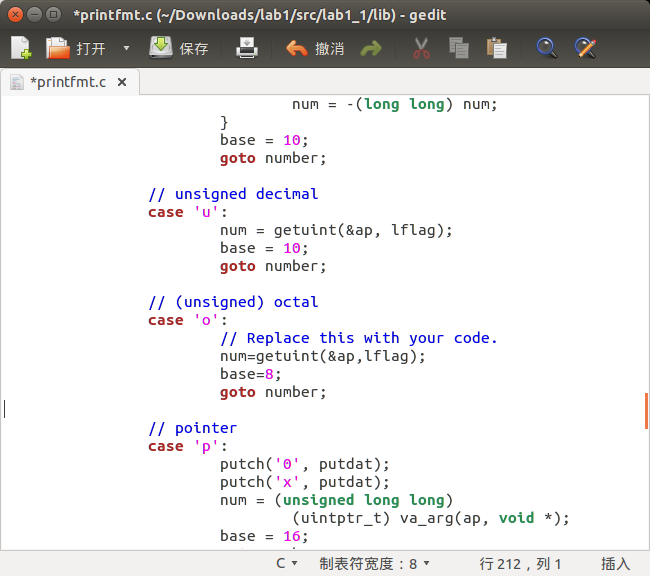 *printfmt.c (~/Downloads/lab1/src/lab1_1/lib) - gedit
打开 保存 撤消
*printfmt.c ×
num = -(long long) num;
}
base = 10;
goto number;
// unsigned decimal
case 'u':
num = getuint(&ap, lflag);
base = 10;
goto number;
// (unsigned) octal
case 'o':
// Replace this with your code.
num=getuint(&ap,lflag);
base=8;
goto number;
// pointer
case 'p':
putch('0', putdat);
putch('x', putdat);
num = (unsigned long long)
(uintptr_t) va_arg(ap, void *);
base = 16;
C 制表符宽度：8 行 212，列 1 插入